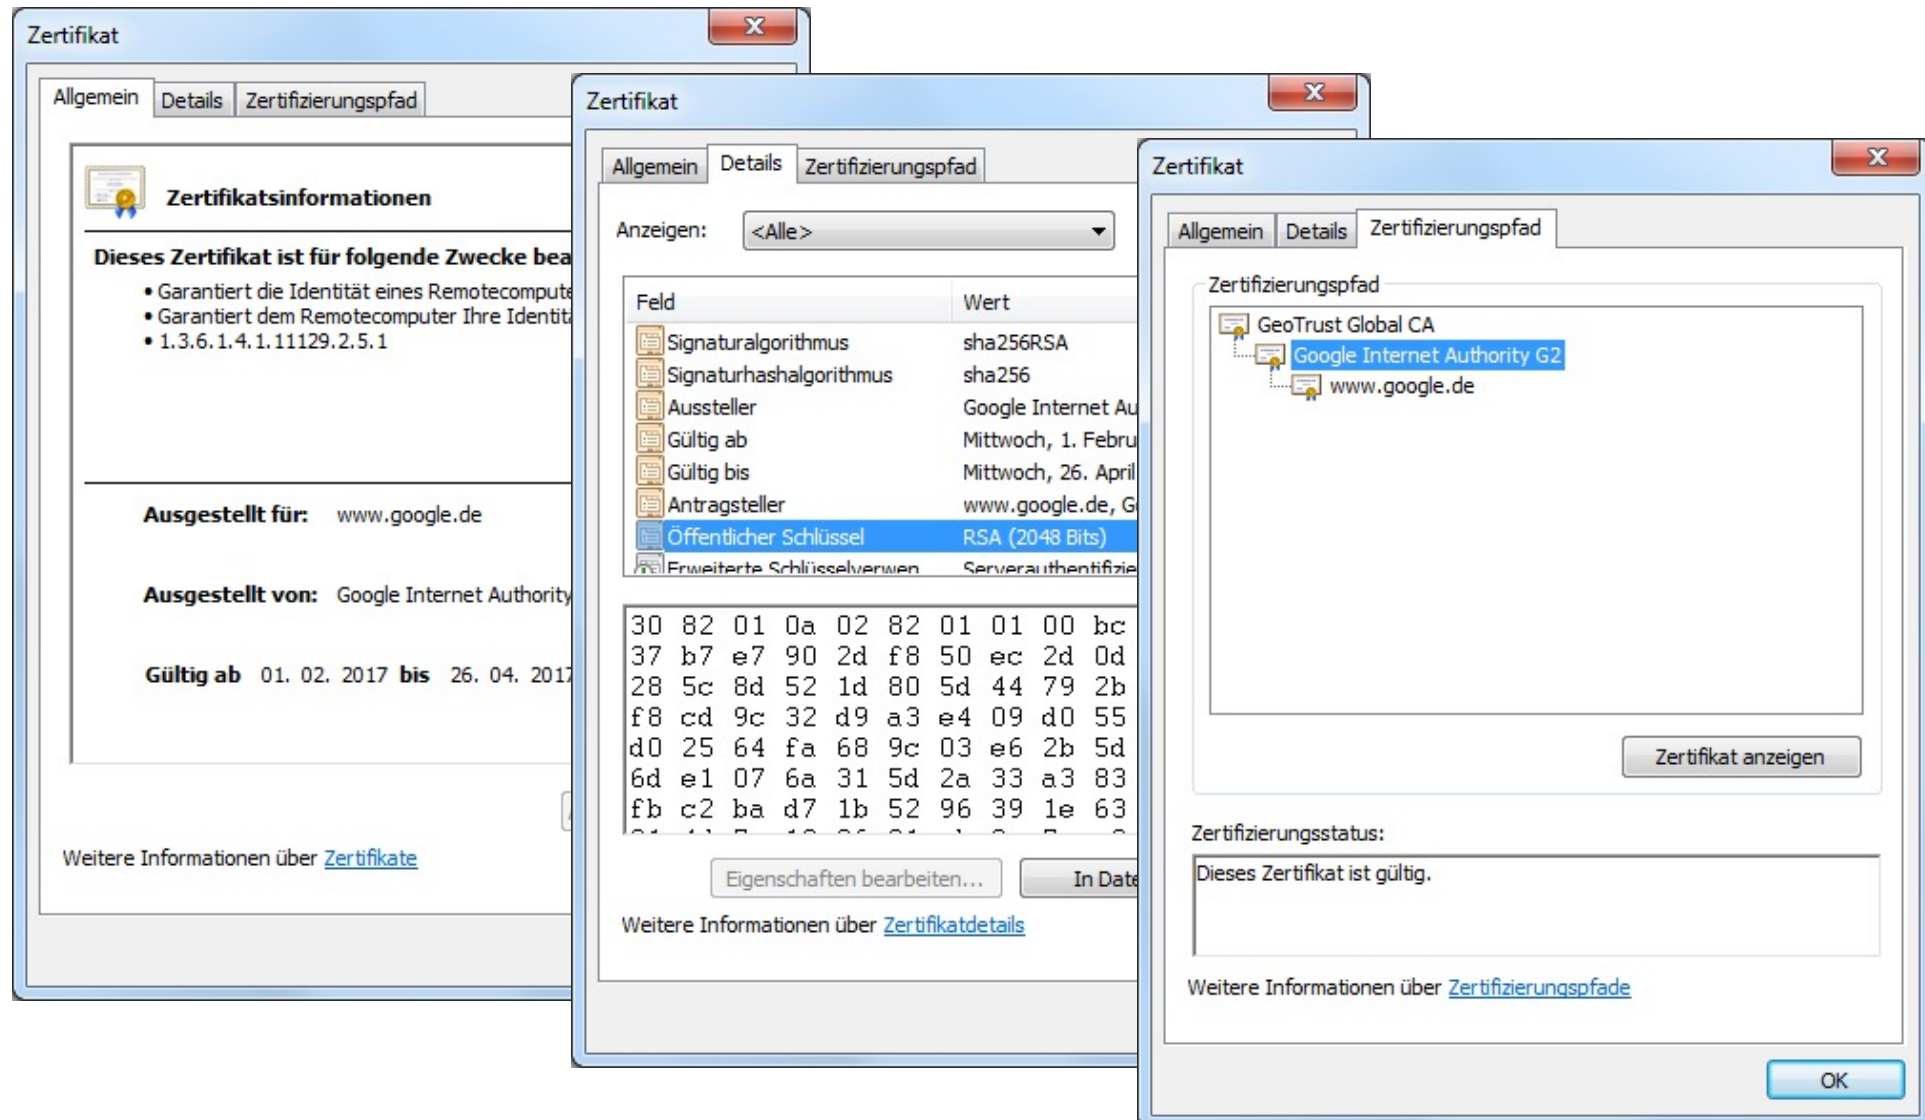 Zertifikat
Allgemein Details Zertifizierungspfad
Zertifikatsinformationen
Dieses Zertifikat ist für folgende Zwecke bea
• Garantiert die Identität eines Remotecompute
• Garantiert dem Remotecomputer Ihre Identitä
• 1.3.6.1.4.1.11129.2.5.1
Ausgestellt für: www.google.de
Ausgestellt von: Google Internet Authority
Gültig ab 01. 02. 2017 bis 26. 04. 2017
Weitere Informationen über Zertifikate
Zertifikat
Allgemein Details Zertifizierungspfad
Anzeigen: <Alle>
Feld Wert
Signaturalgorithmus sha256RSA
Signaturhashalgorithmus sha256
Aussteller Google Internet Au
Gültig ab Mittwoch, 1. Febru
Gültig bis Mittwoch, 26. April
Antragsteller www.google.de, G
Öffentlicher Schlüssel RSA (2048 Bits)
Erweiterte Schlüsselverwen Serverauthentifizie
30 82 01 0a 02 82 01 01 00 bc
37 b7 e7 90 2d f8 50 ec 2d 0d
28 5c 8d 52 1d 80 5d 44 79 2b
f8 cd 9c 32 d9 a3 e4 09 d0 55
d0 25 64 fa 68 9c 03 e6 2b 5d
6d e1 07 6a 31 5d 2a 33 a3 83
fb c2 ba d7 1b 52 96 39 1e 63
Eigenschaften bearbeiten... In Date
Weitere Informationen über Zertifikatdetails
Zertifikat
Allgemein Details Zertifizierungspfad
Zertifizierungspfad
GeoTrust Global CA
Google Internet Authority G2
www.google.de
Zertifikat anzeigen
Zertifizierungsstatus:
Dieses Zertifikat ist gültig.
Weitere Informationen über Zertifizierungspfade
OK